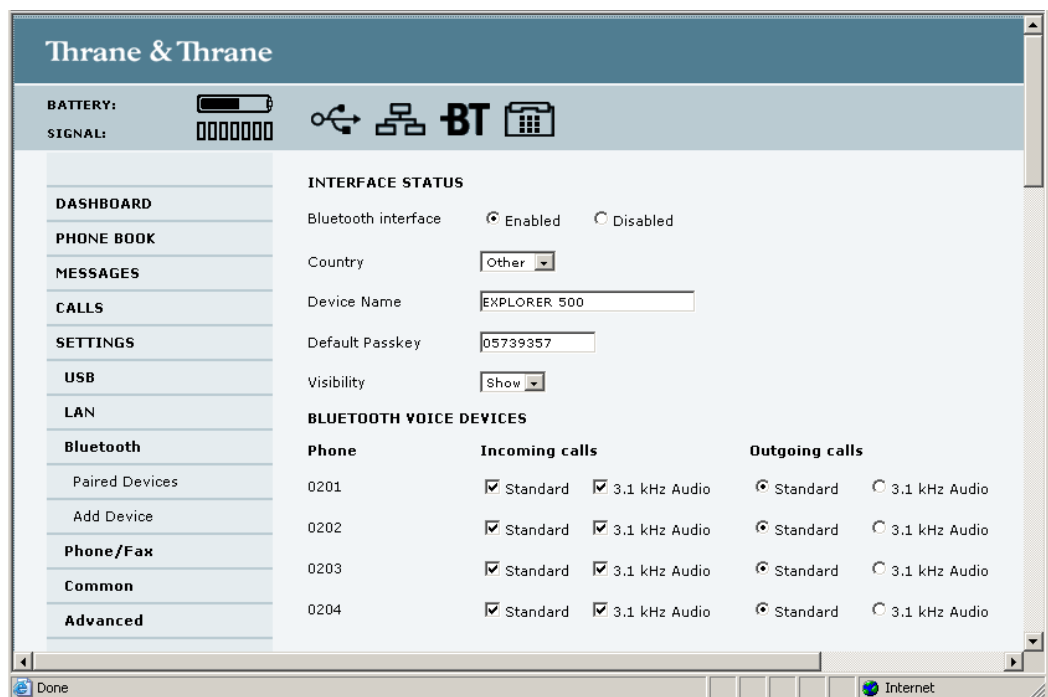 Thrane & Thrane
BATTERY:
SIGNAL:
BT
DASHBOARD
PHONE BOOK
MESSAGES
CALLS
SETTINGS
USB
LAN
Bluetooth
Paired Devices
Add Device
Phone/Fax
Common
Advanced
INTERFACE STATUS
Bluetooth interface Enabled Disabled
Country Other
Device Name EXPLORER 500
Default Passkey 05739357
Visibility Show
BLUETOOTH VOICE DEVICES
Phone Incoming calls Outgoing calls
0201 Standard 3.1 kHz Audio Standard 3.1 kHz Audio
0202 Standard 3.1 kHz Audio Standard 3.1 kHz Audio
0203 Standard 3.1 kHz Audio Standard 3.1 kHz Audio
0204 Standard 3.1 kHz Audio Standard 3.1 kHz Audio
Done Internet